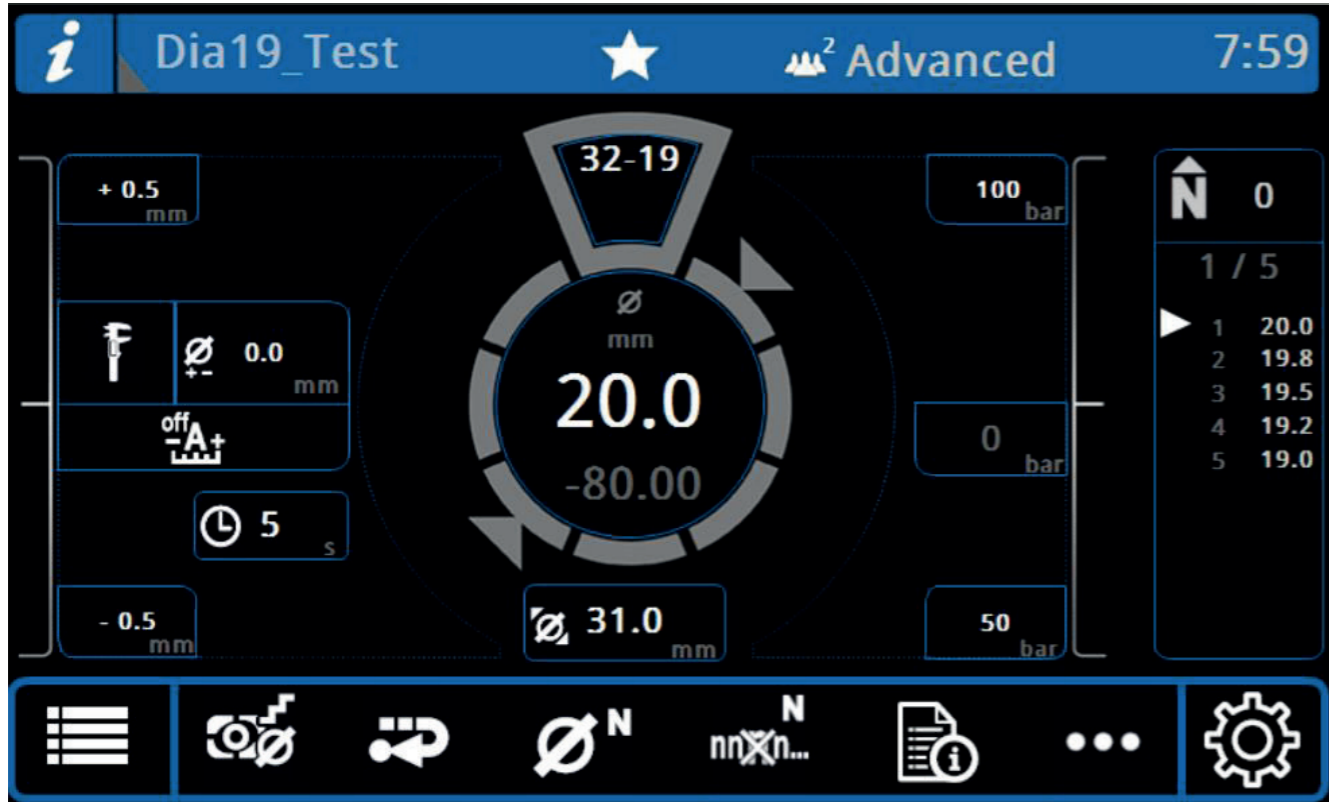 i Dia19_Test 2 Advanced 7:59
32-19
+ 0.5 mm
100 bar
N 0
1 / 5
1 20.0
2 19.8
3 19.5
4 19.2
5 19.0
Ø
mm
20.0
-80.00
Ø +- 0.0 mm
off
-A+
0 bar
5 s
- 0.5 mm
Ø 31.0 mm
50 bar
Ø Ø N nnXn... N i